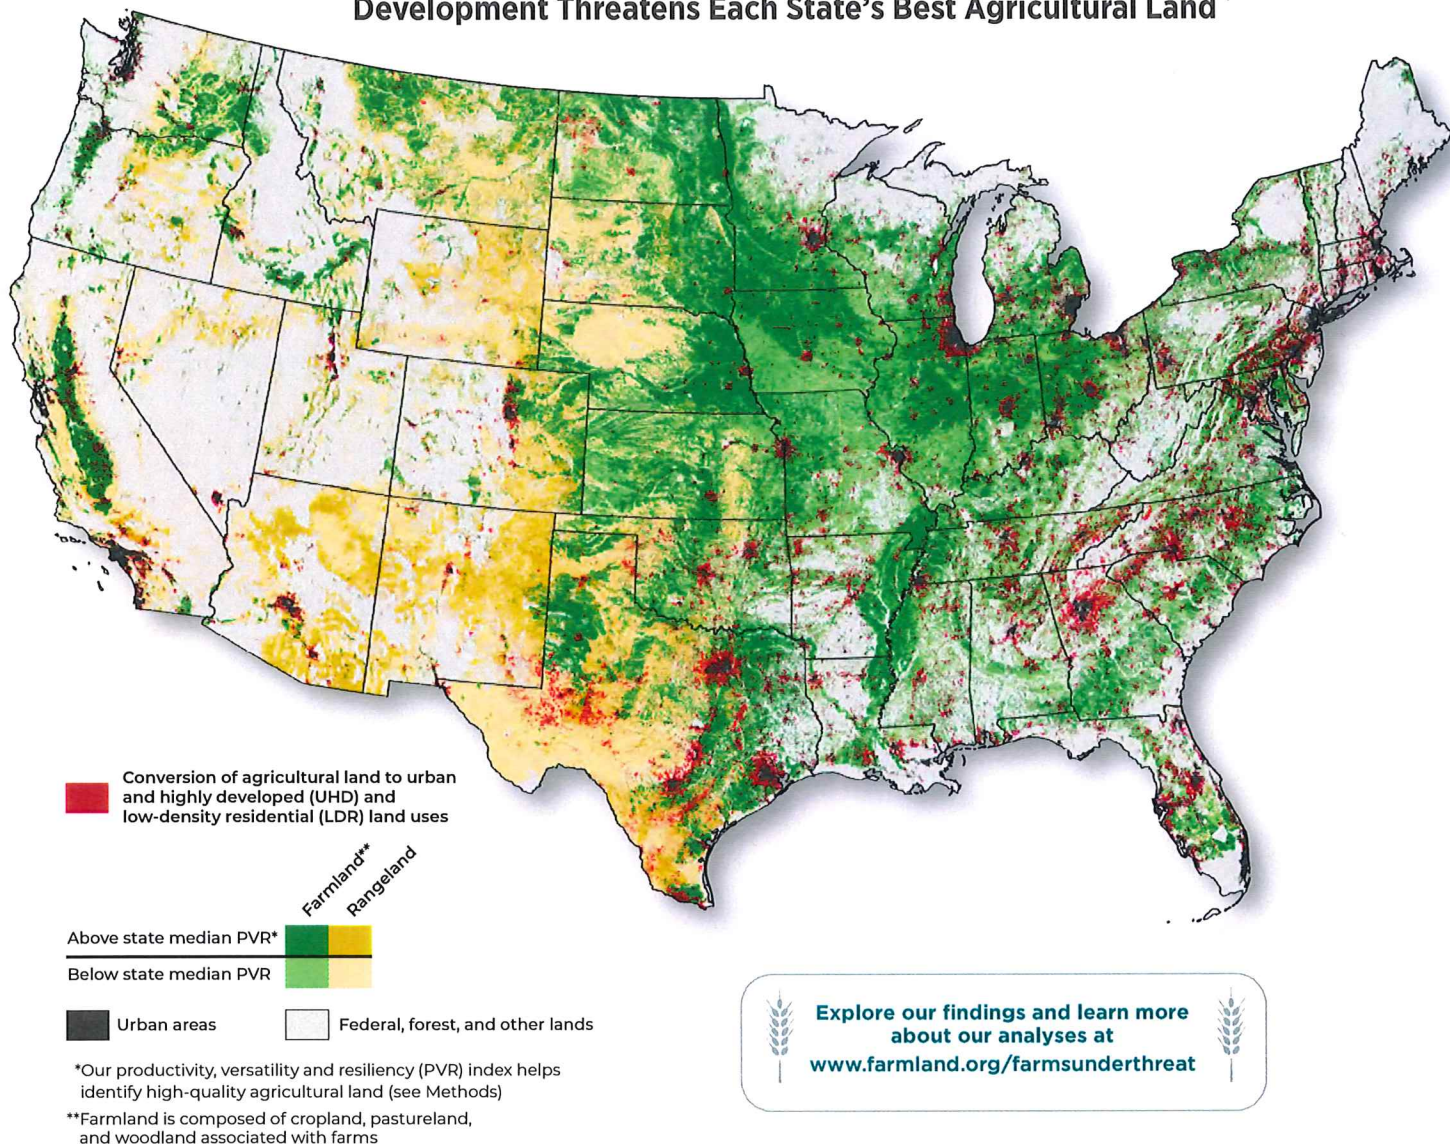 Development Threatens Each State's Best Agricultural Land
Conversion of agricultural land to urban
and highly developed (UHD) and
low-density residential (LDR) land uses
Farmland**
Rangeland
Above state median PVR*
Below state median PVR
Urban areas
Federal, forest, and other lands
*Our productivity, versatility and resiliency (PVR) index helps
identify high-quality agricultural land (see Methods)
**Farmland is composed of cropland, pastureland,
and woodland associated with farms
Explore our findings and learn more
about our analyses at
www.farmland.org/farmsunderthreat